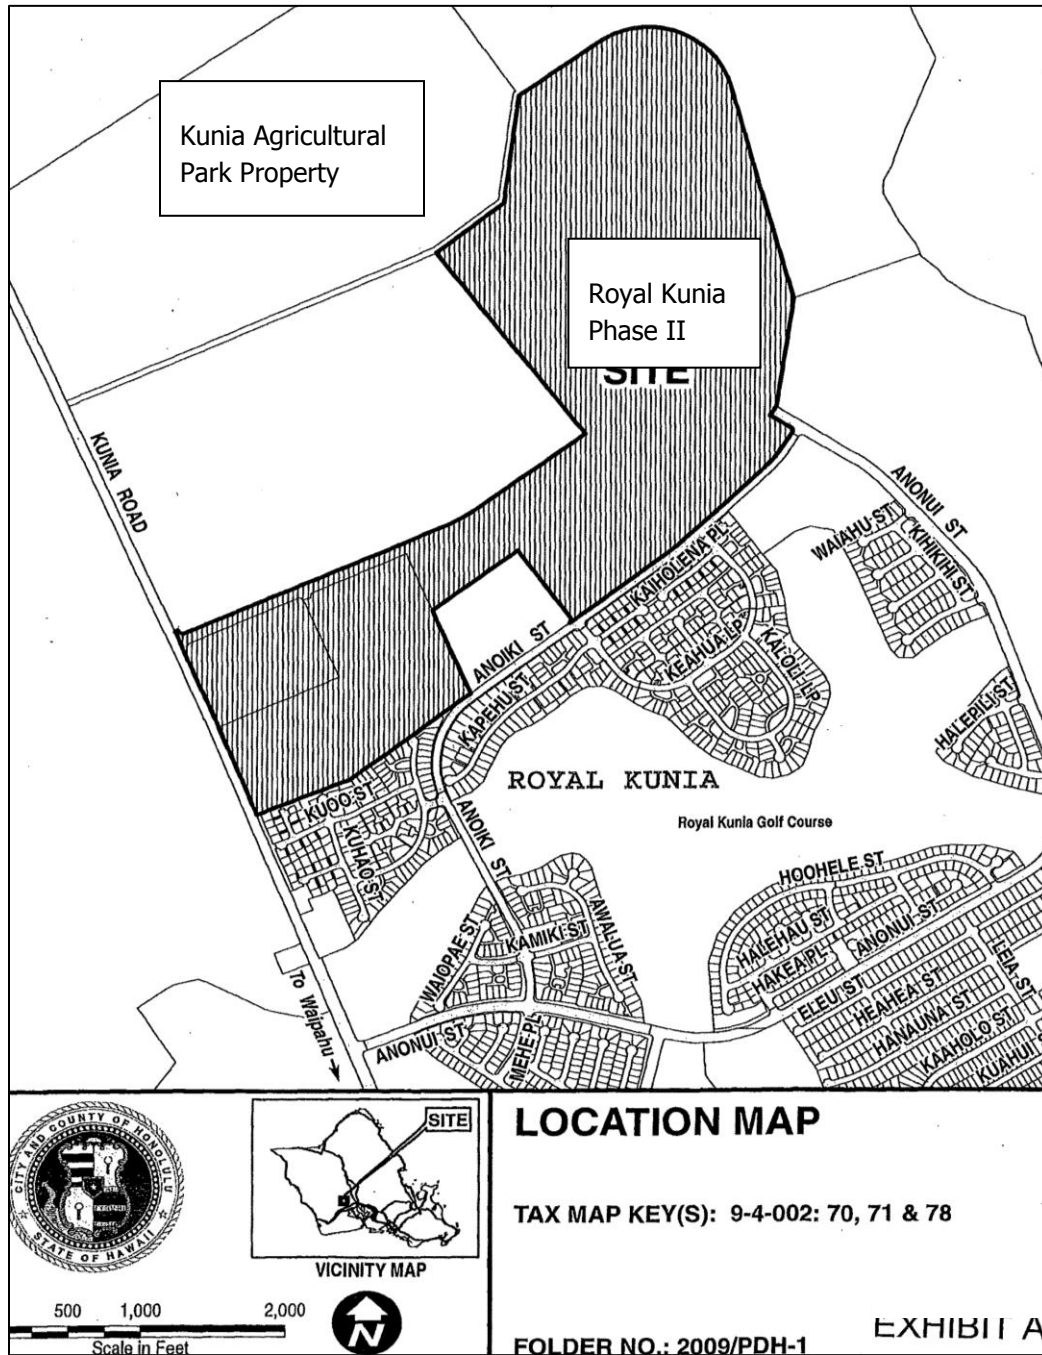 Kunia Agricultural
Park Property
Royal Kunia
Phase II
SITE
KUNIA ROAD
ANONUI ST
WAIAHU ST
KIHIKIHI ST
KAIHOLENA PL
KEAHUA LP
KALOLI LP
ANOIKI ST
KAPEHU ST
HALEPILI ST
ROYAL KUNIA
Royal Kunia Golf Course
KUOO ST
KUHAO ST
ANOIKI ST
HOOHELE ST
HALEHAU ST
HAKEA PL
ANONUI ST
ELEU ST
HEAHEA ST
HANAUNA ST
KAAHOLO ST
KUAHUI
LEIA ST
WAIOPAE ST
KAMIKI ST
AWALUA ST
To Waipahu
ANONUI ST
MEHE PL
CITY AND COUNTY OF HONOLULU
STATE OF HAWAII
SITE
VICINITY MAP
500 1,000 2,000
Scale in Feet
N
LOCATION MAP
TAX MAP KEY(S): 9-4-002: 70, 71 & 78
FOLDER NO.: 2009/PDH-1
EXHIBIT A